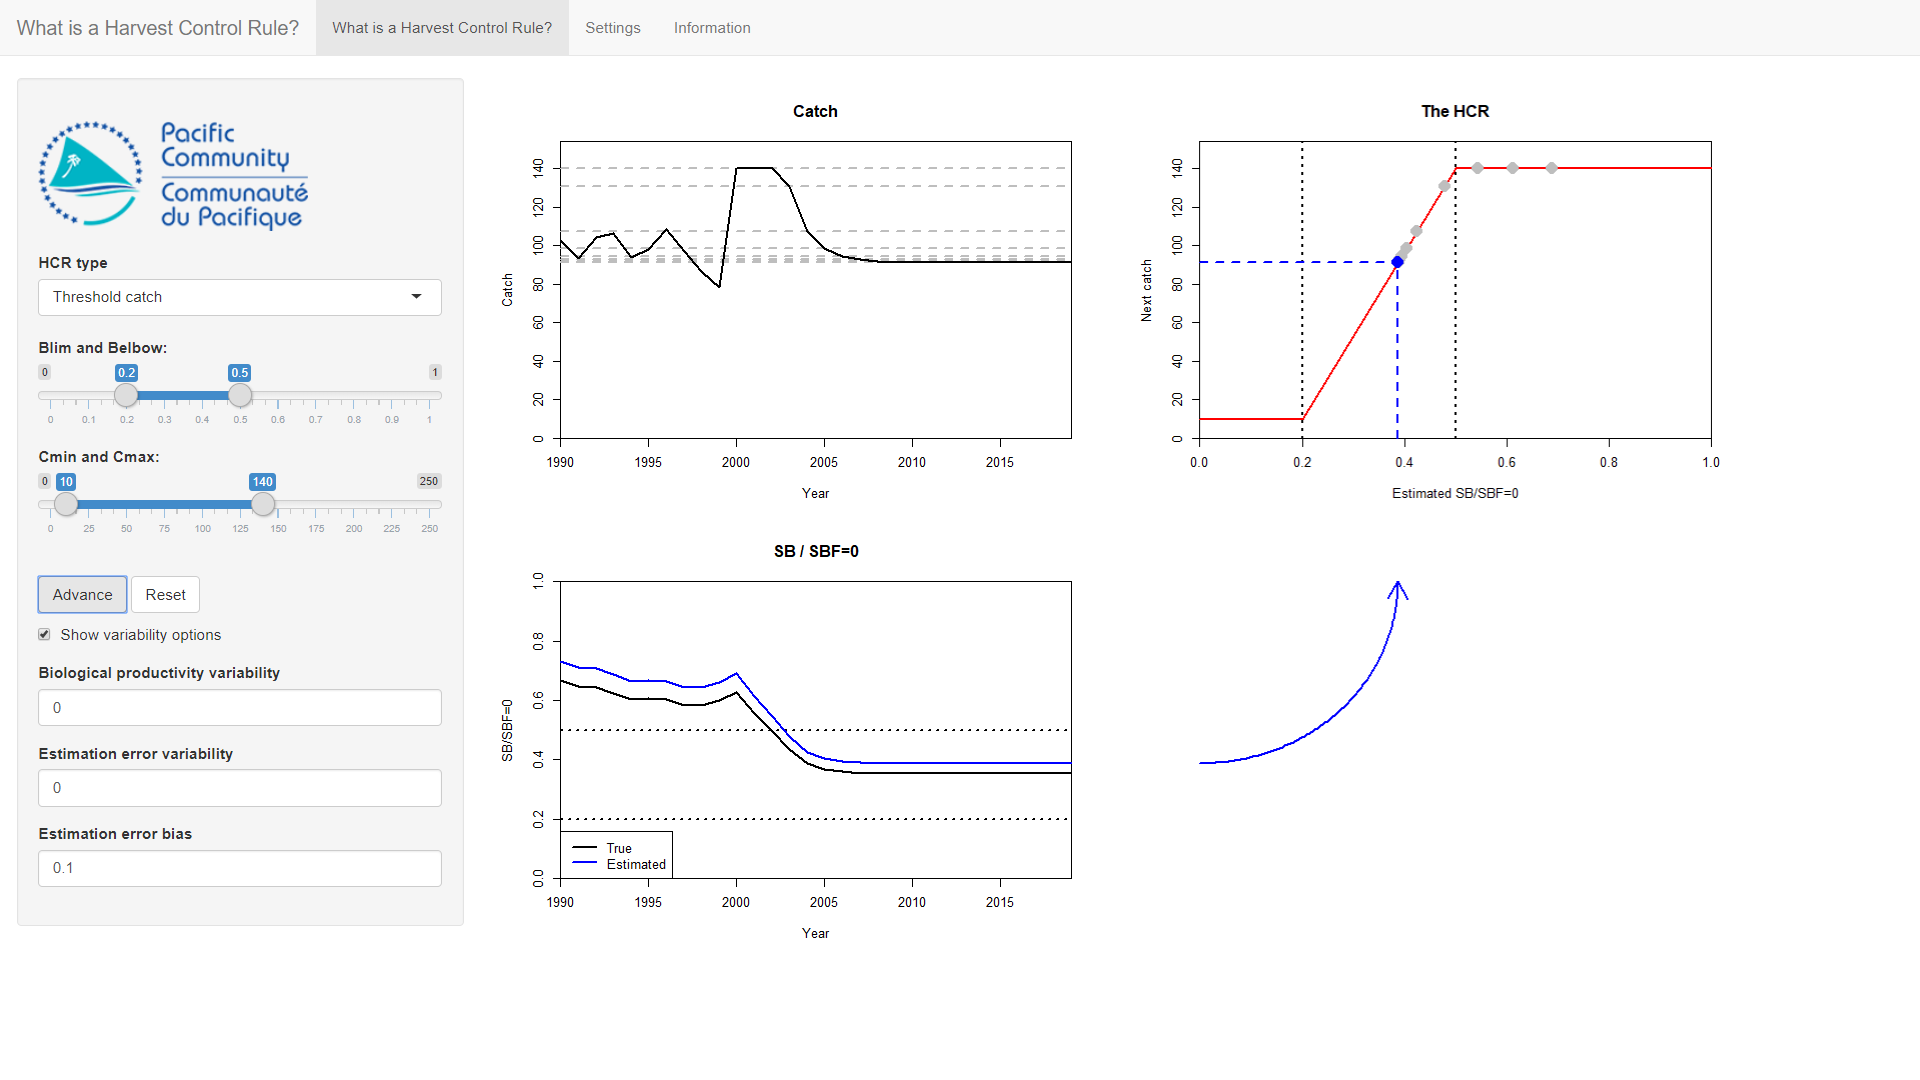 What is a Harvest Control Rule?
What is a Harvest Control Rule?
Settings
Information
Pacific
Community
Communauté
du Pacifique
HCR type
Threshold catch
Blim and Belbow:
0 0.2 0.5 1
0 0.1 0.2 0.3 0.4 0.5 0.6 0.7 0.8 0.9 1
Cmin and Cmax:
0 10 140 250
0 25 50 75 100 125 150 175 200 225 250
Advance
Reset
Show variability options
Biological productivity variability
0
Estimation error variability
0
Estimation error bias
0.1
Catch
Catch
140
120
100
80
60
40
20
0
1990 1995 2000 2005 2010 2015
Year
The HCR
Next catch
140
120
100
80
60
40
20
0
0.0 0.2 0.4 0.6 0.8 1.0
Estimated SB/SBF=0
SB / SBF=0
SB/SBF=0
1.0
0.8
0.6
0.4
0.2
0.0
True
Estimated
1990 1995 2000 2005 2010 2015
Year